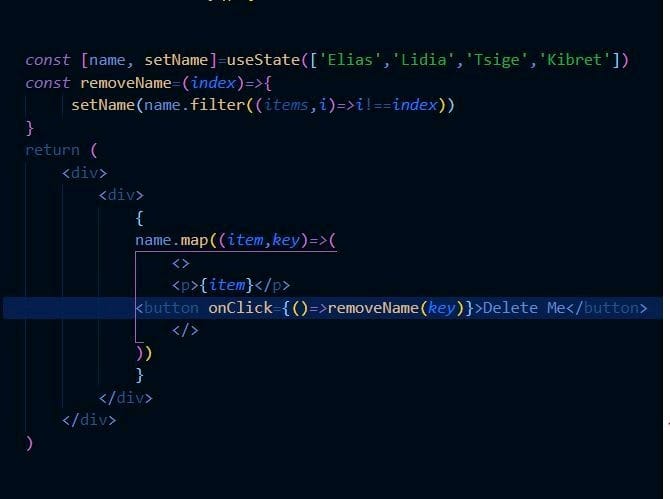 const [name, setName]=useState(['Elias','Lidia','Tsige','Kibret'])
const removeName=(index)=>{
setName(name.filter((items,i)=>i!==index))
}
return (
<div>
<div>
{
name.map((item,key)=>(
<>
<p>{item}</p>
<button onClick={()=>removeName(key)}>Delete Me</button>
</>
))
}
</div>
</div>
)